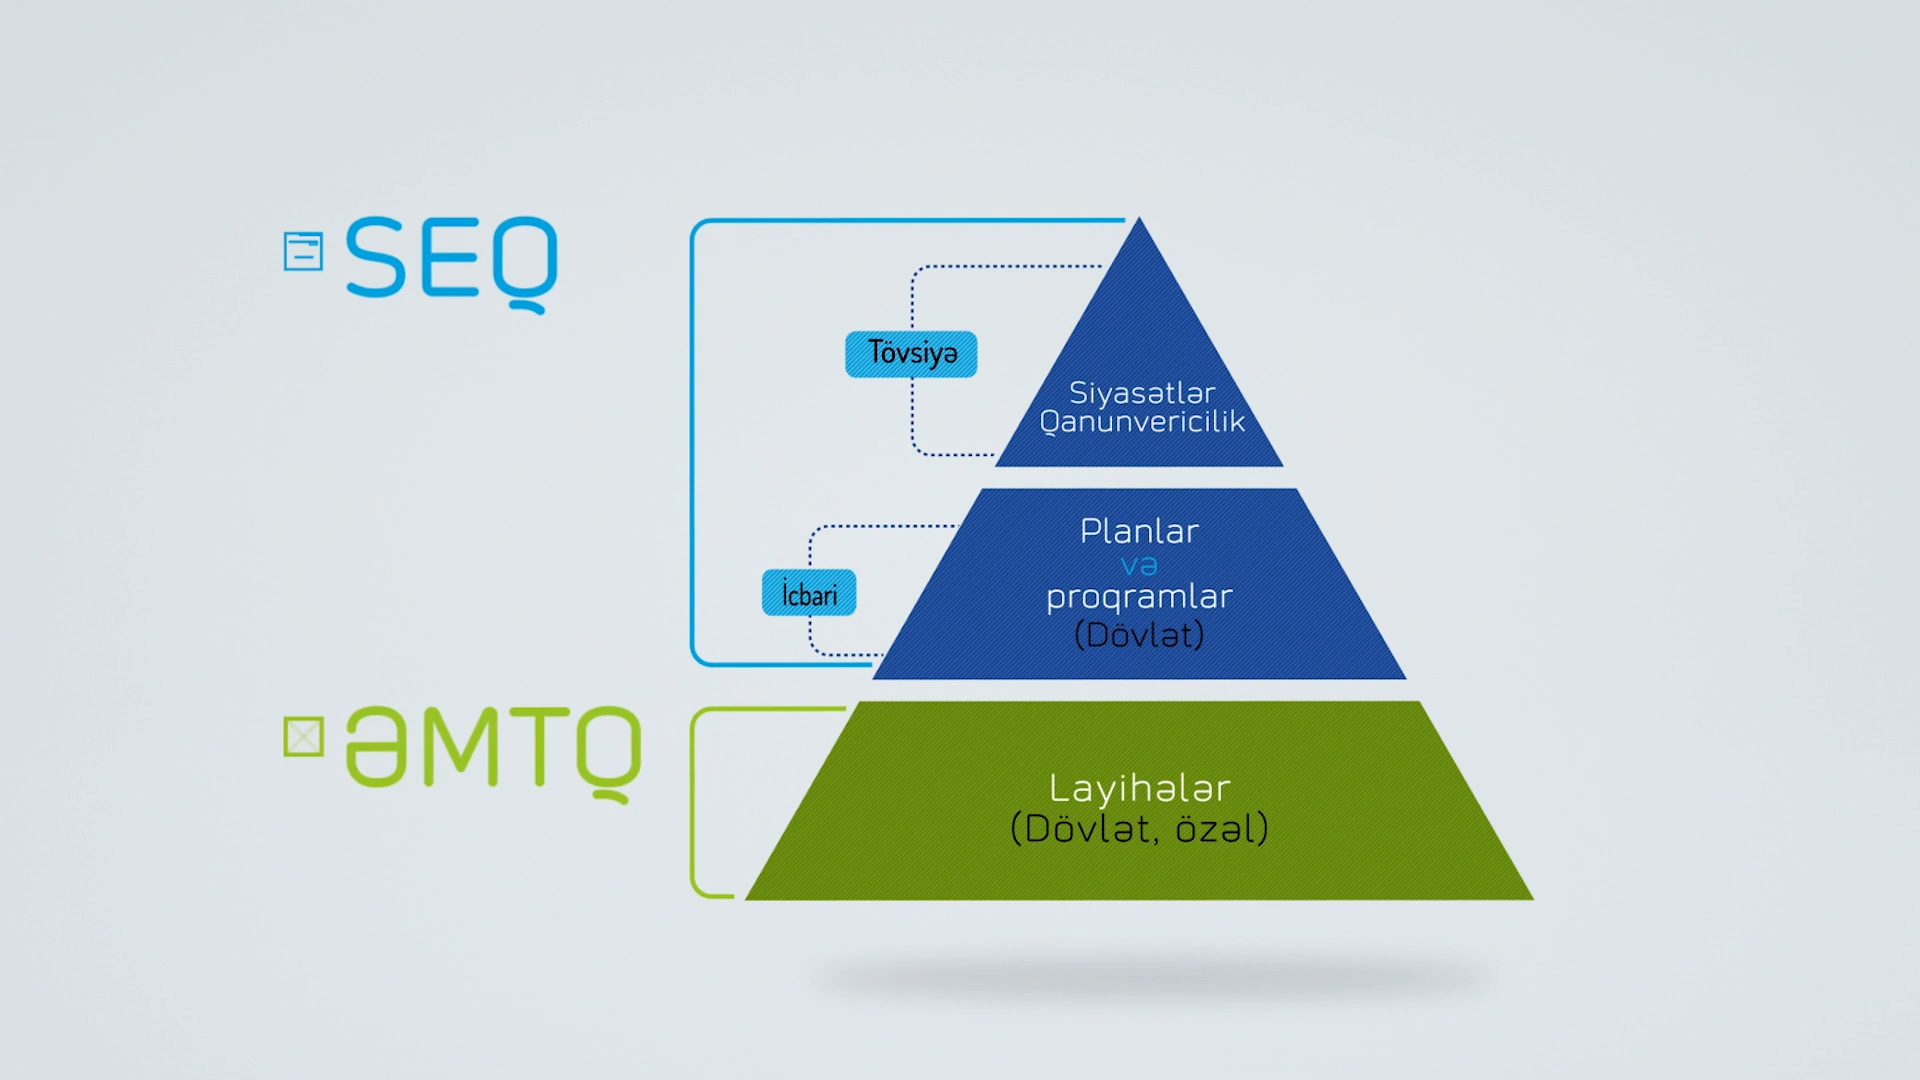 SEQ
Tövsiyə
Siyasətlər
Qanunvericilik
Planlar
və
proqramlar
(Dövlət)
İcbari
ƏMTQ
Layihələr
(Dövlət, özəl)